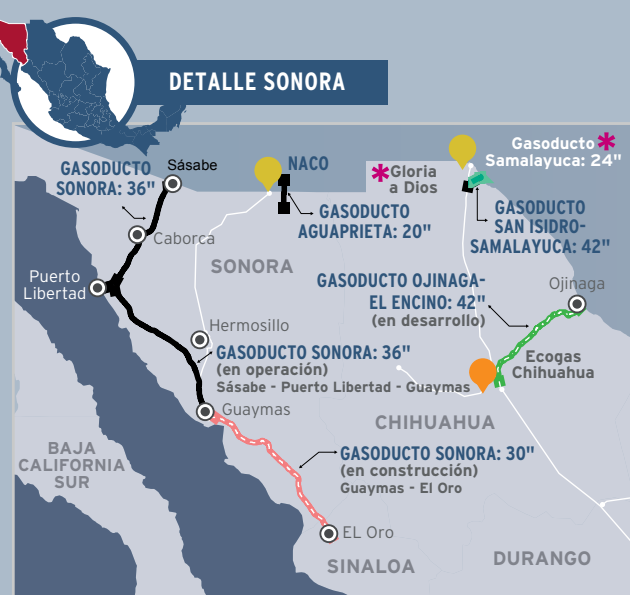 DETALLE SONORA
Gasoducto *
Samalayuca: 24"
Sásabe
NACO
* Gloria
a Dios
GASODUCTO
SONORA: 36"
GASODUCTO
AGUAPRIETA: 20"
GASODUCTO
SAN ISIDRO-
SAMALAYUCA: 42"
Caborca
SONORA
Puerto
Libertad
GASODUCTO OJINAGA-
EL ENCINO: 42"
(en desarrollo)
Ojinaga
Hermosillo
GASODUCTO SONORA: 36"
(en operación)
Sásabe - Puerto Libertad - Guaymas
Ecogas
Chihuahua
Guaymas
CHIHUAHUA
BAJA
CALIFORNIA
SUR
GASODUCTO SONORA: 30"
(en construcción)
Guaymas - El Oro
EL Oro
SINALOA
DURANGO